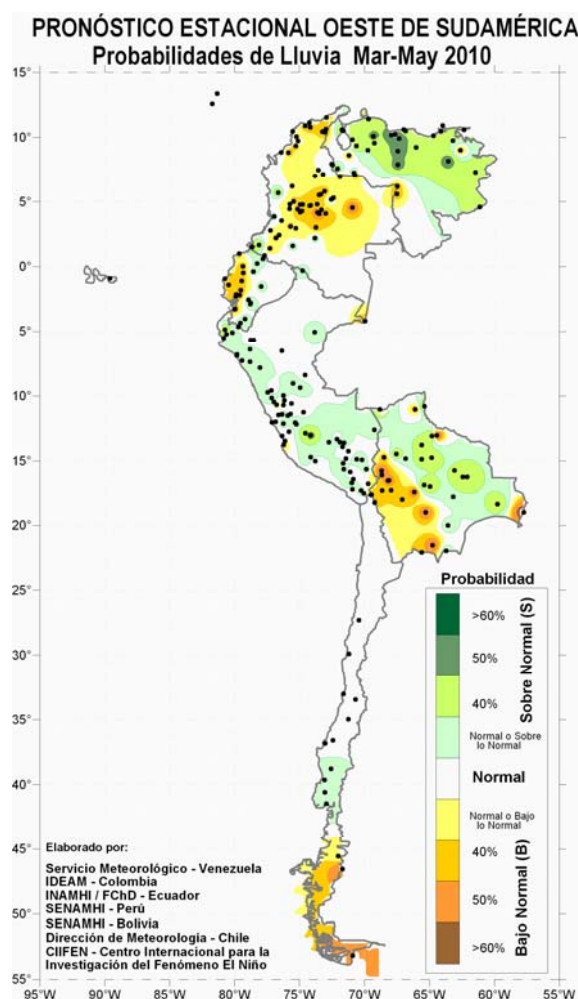 PRONÓSTICO ESTACIONAL OESTE DE SUDAMÉRICA
Probabilidades de Lluvia Mar-May 2010
15°
10°
5°
0°
5°
10°
15°
20°
25°
30°
35°
40°
45°
50°
55°
95°W 90°W 85°W 80°W 75°W 70°W 65°W 60°W 55°W
Probabilidad
>60%
50%
40%
Normal o Sobre
lo Normal
Sobre Normal (S)
Normal
Normal o Bajo
lo Normal
40%
50%
>60%
Bajo Normal (B)
Elaborado por:
Servicio Meteorológico - Venezuela
IDEAM - Colombia
INAMHI / FChD - Ecuador
SENAMHI - Perú
SENAMHI - Bolivia
Dirección de Meteorología - Chile
CIIFEN - Centro Internacional para la
Investigación del Fenómeno El Niño